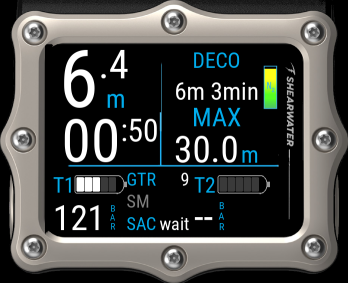 6.4 m
00:50
DECO
6m 3min
MAX
30.0m
N₂
SHEARWATER
T1 GTR 9 T2
SM
121 BAR SAC wait -- BAR